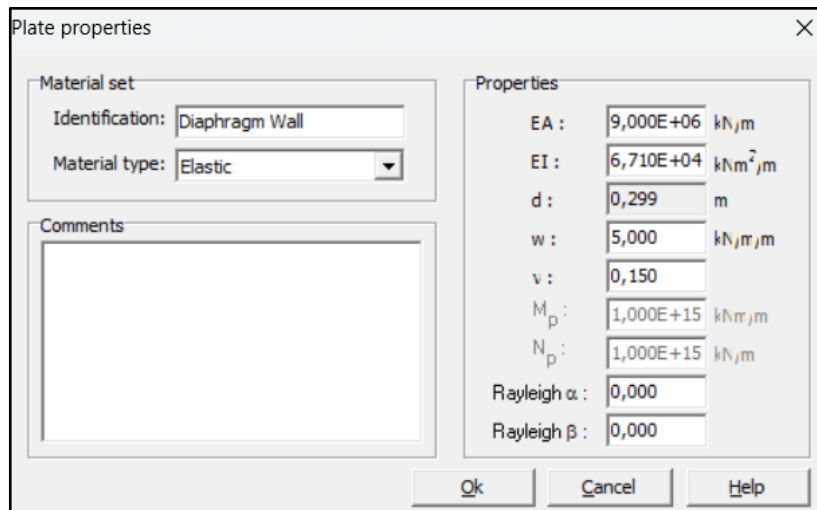 Plate properties
Material set
Identification: Diaphragm Wall
Material type: Elastic
Comments
Properties
EA : 9,000E+06 kN/m
EI : 6,710E+04 kNm²/m
d : 0,299 m
w : 5,000 kN/m/m
ν : 0,150
Mp : 1,000E+15 kNm/m
Np : 1,000E+15 kN/m
Rayleigh α : 0,000
Rayleigh β : 0,000
Ok Cancel Help